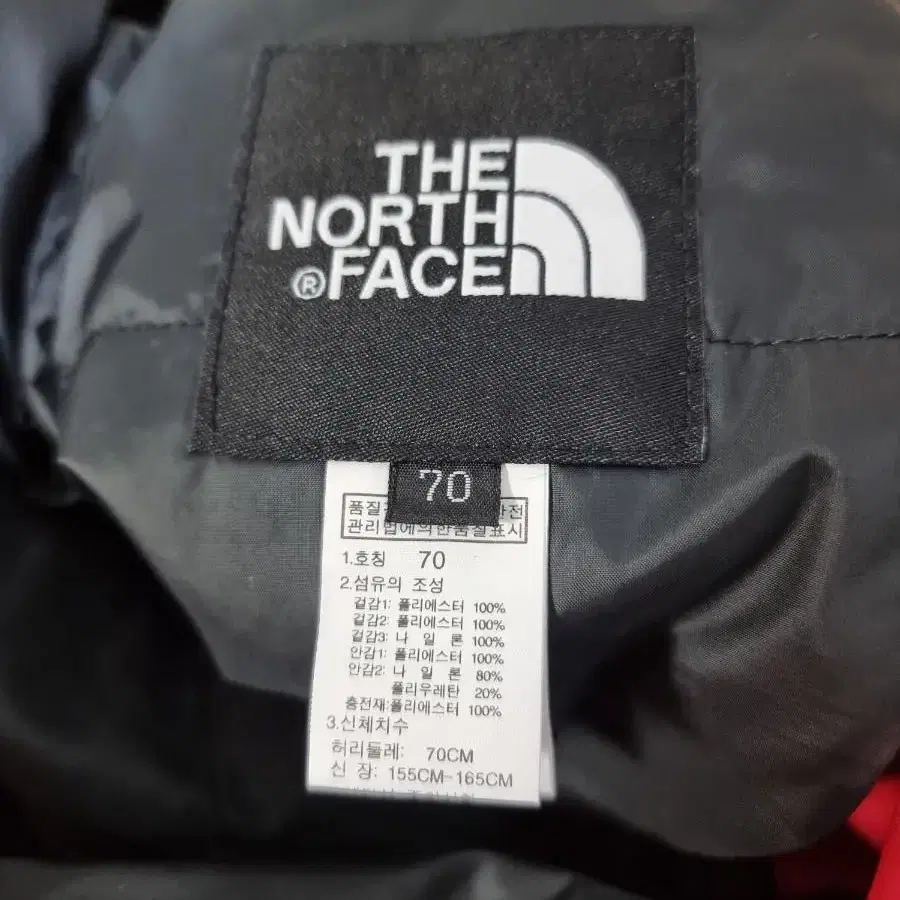 THE
NORTH
®FACE
70
품질 안전
관리법에의한품질표시
1.호칭 70
2.섬유의 조성
겉감1: 폴리에스터 100%
겉감2: 폴리에스터 100%
겉감3: 나 일 론 100%
안감1: 폴리에스터 100%
안감2: 나 일 론 80%
폴리우레탄 20%
충전재:폴리에스터 100%
3.신체치수
허리둘레: 70CM
신 장: 155CM-165CM